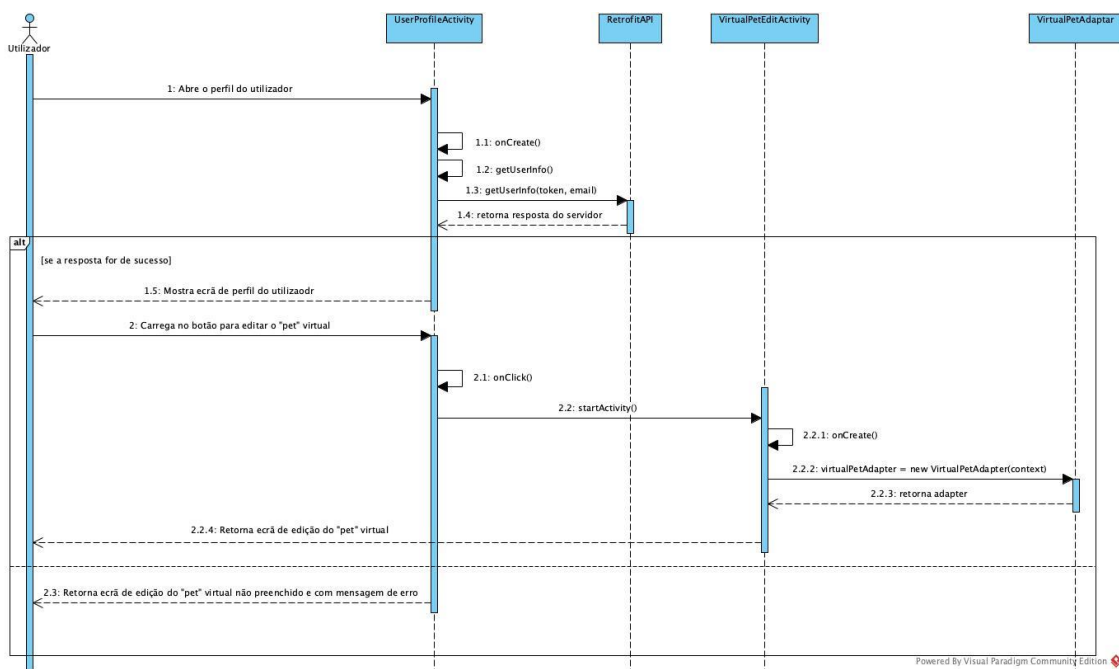 Utilizador
UserProfileActivity
RetrofitAPI
VirtualPetEditActivity
VirtualPetAdaptar
1: Abre o perfil do utilizador
1.1: onCreate()
1.2: getUserInfo()
1.3: getUserInfo(token, email)
1.4: retorna resposta do servidor
alt
[se a resposta for de sucesso]
1.5: Mostra ecrã de perfil do utilizaodr
2: Carrega no botão para editar o "pet" virtual
2.1: onClick()
2.2: startActivity()
2.2.1: onCreate()
2.2.2: virtualPetAdapter = new VirtualPetAdapter(context)
2.2.3: retorna adapter
2.2.4: Retorna ecrã de edição do "pet" virtual
2.3: Retorna ecrã de edição do "pet" virtual não preenchido e com mensagem de erro
Powered By Visual Paradigm Community Edition